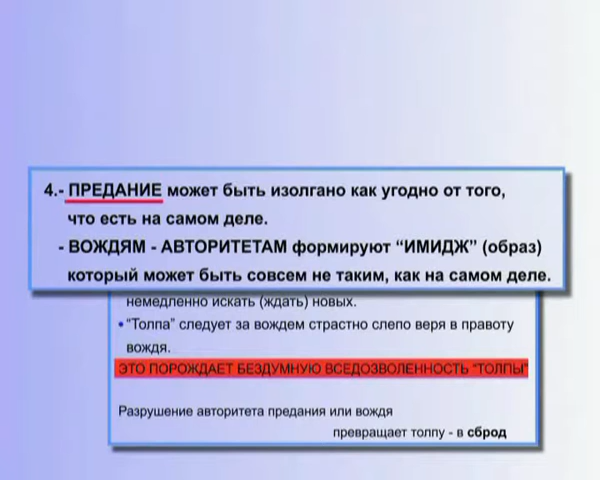 4.- ПРЕДАНИЕ может быть изолгано как угодно от того,
что есть на самом деле.
- ВОЖДЯМ - АВТОРИТЕТАМ формируют “ИМИДЖ” (образ)
который может быть совсем не таким, как на самом деле.
немедленно искать (ждать) новых.
•“Толпа” следует за вождем страстно слепо веря в правоту
вождя.
ЭТО ПОРОЖДАЕТ БЕЗДУМНУЮ ВСЕДОЗВОЛЕННОСТЬ "ТОЛПЫ"
Разрушение авторитета предания или вождя
превращает толпу - в сброд